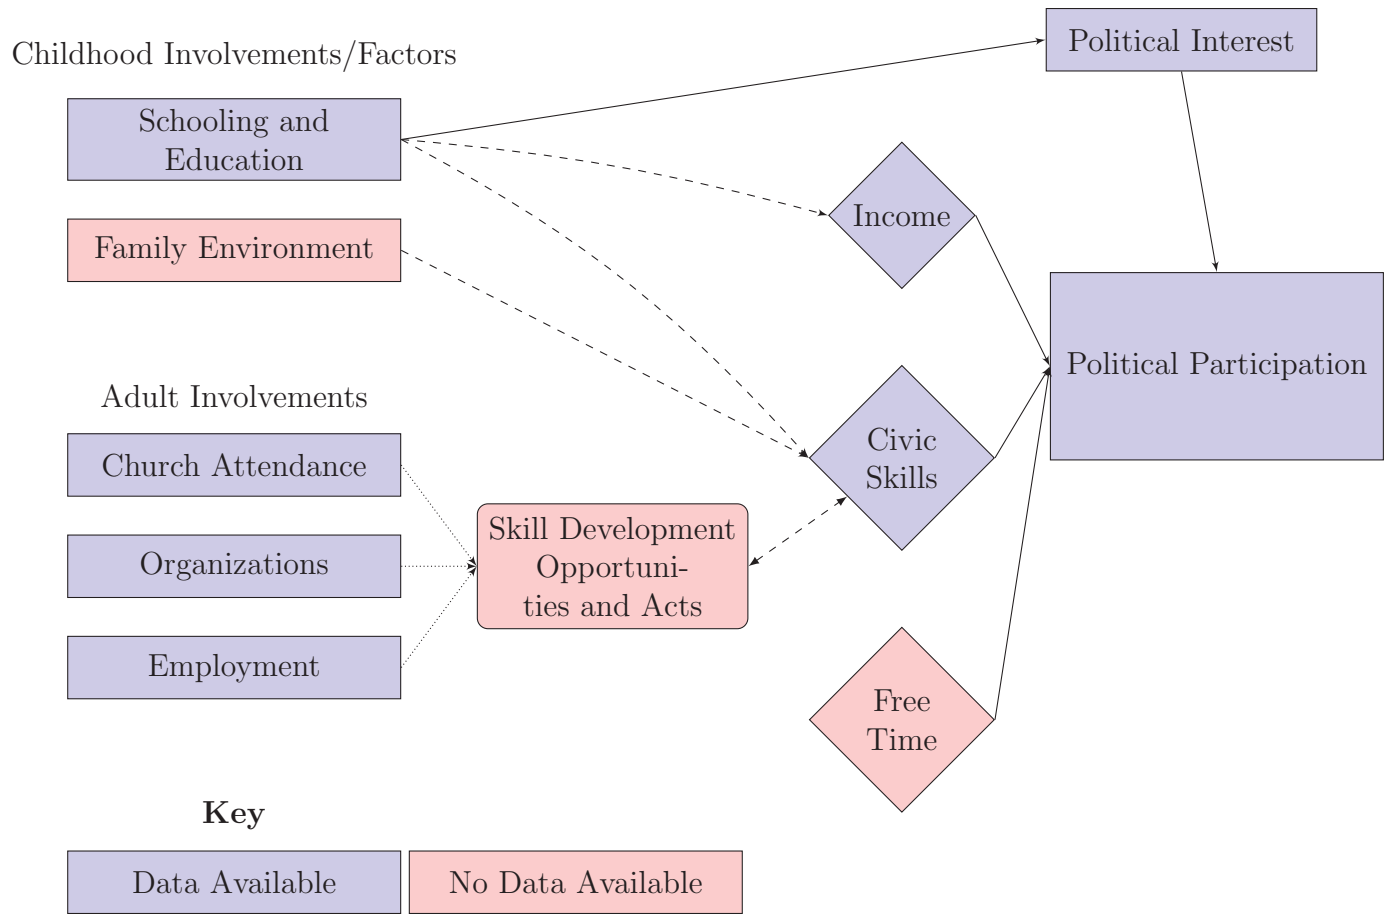 Political Interest
Childhood Involvements/Factors
Schooling and
Education
Income
Family Environment
Political Participation
Adult Involvements
Church Attendance
Civic
Skills
Skill Development
Opportuni-
ties and Acts
Organizations
Employment
Free
Time
Key
Data Available
No Data Available